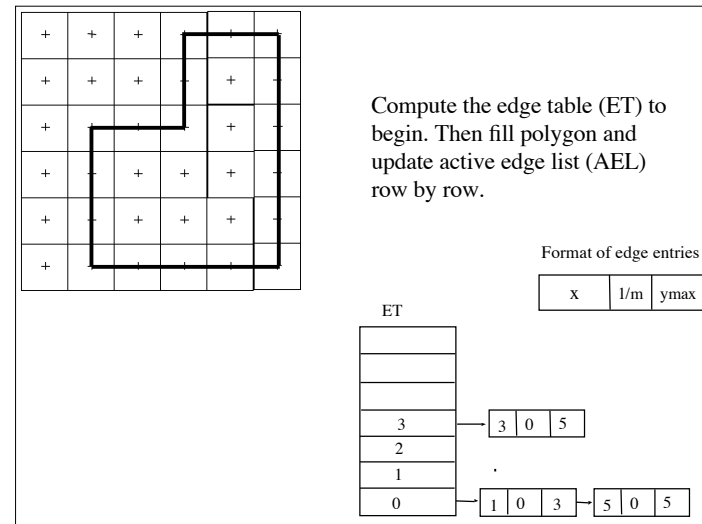 Compute the edge table (ET) to
begin. Then fill polygon and
update active edge list (AEL)
row by row.
Format of edge entries
x 1/m ymax
ET
3 3 0 5
2
1
0 1 0 3 5 0 5